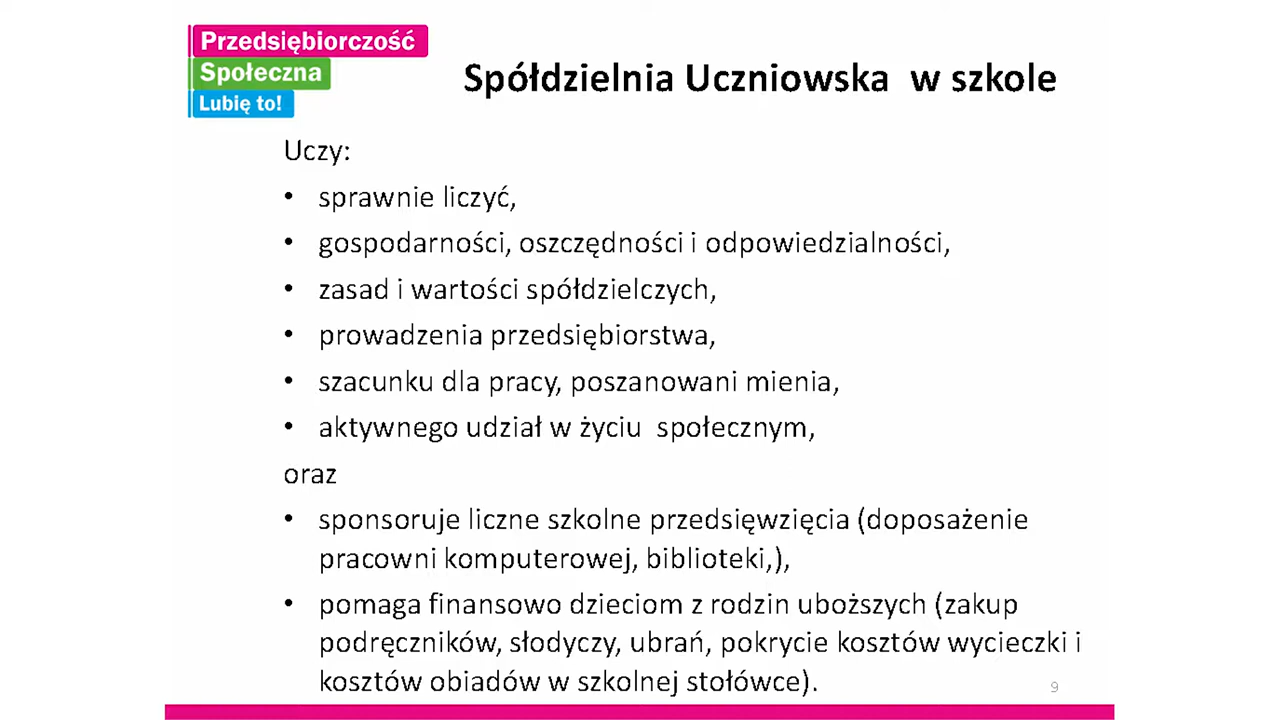 Przedsiębiorczość
Społeczna
Lubię to!
Spółdzielnia Uczniowska  w szkole
Uczy:
• sprawnie liczyć,
• gospodarności, oszczędności i odpowiedzialności,
• zasad i wartości spółdzielczych,
• prowadzenia przedsiębiorstwa,
• szacunku dla pracy, poszanowani mienia,
• aktywnego udział w życiu  społecznym,
oraz
• sponsoruje liczne szkolne przedsięwzięcia (doposażenie
pracowni komputerowej, biblioteki,),
• pomaga finansowo dzieciom z rodzin uboższych (zakup
podręczników, słodyczy, ubrań, pokrycie kosztów wycieczki i
kosztów obiadów w szkolnej stołówce).
9